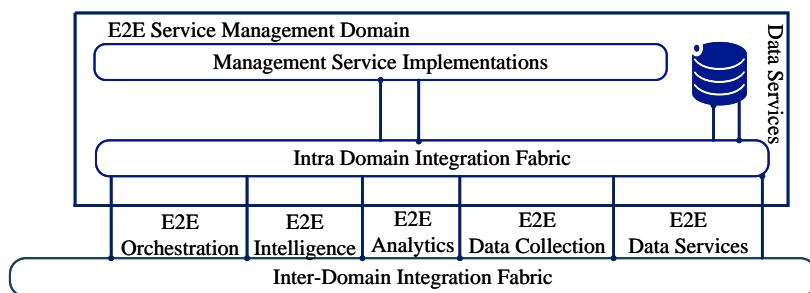 E2E Service Management Domain
Management Service Implementations
Data Services
Intra Domain Integration Fabric
E2E
Orchestration
E2E
Intelligence
E2E
Analytics
E2E
Data Collection
E2E
Data Services
Inter-Domain Integration Fabric